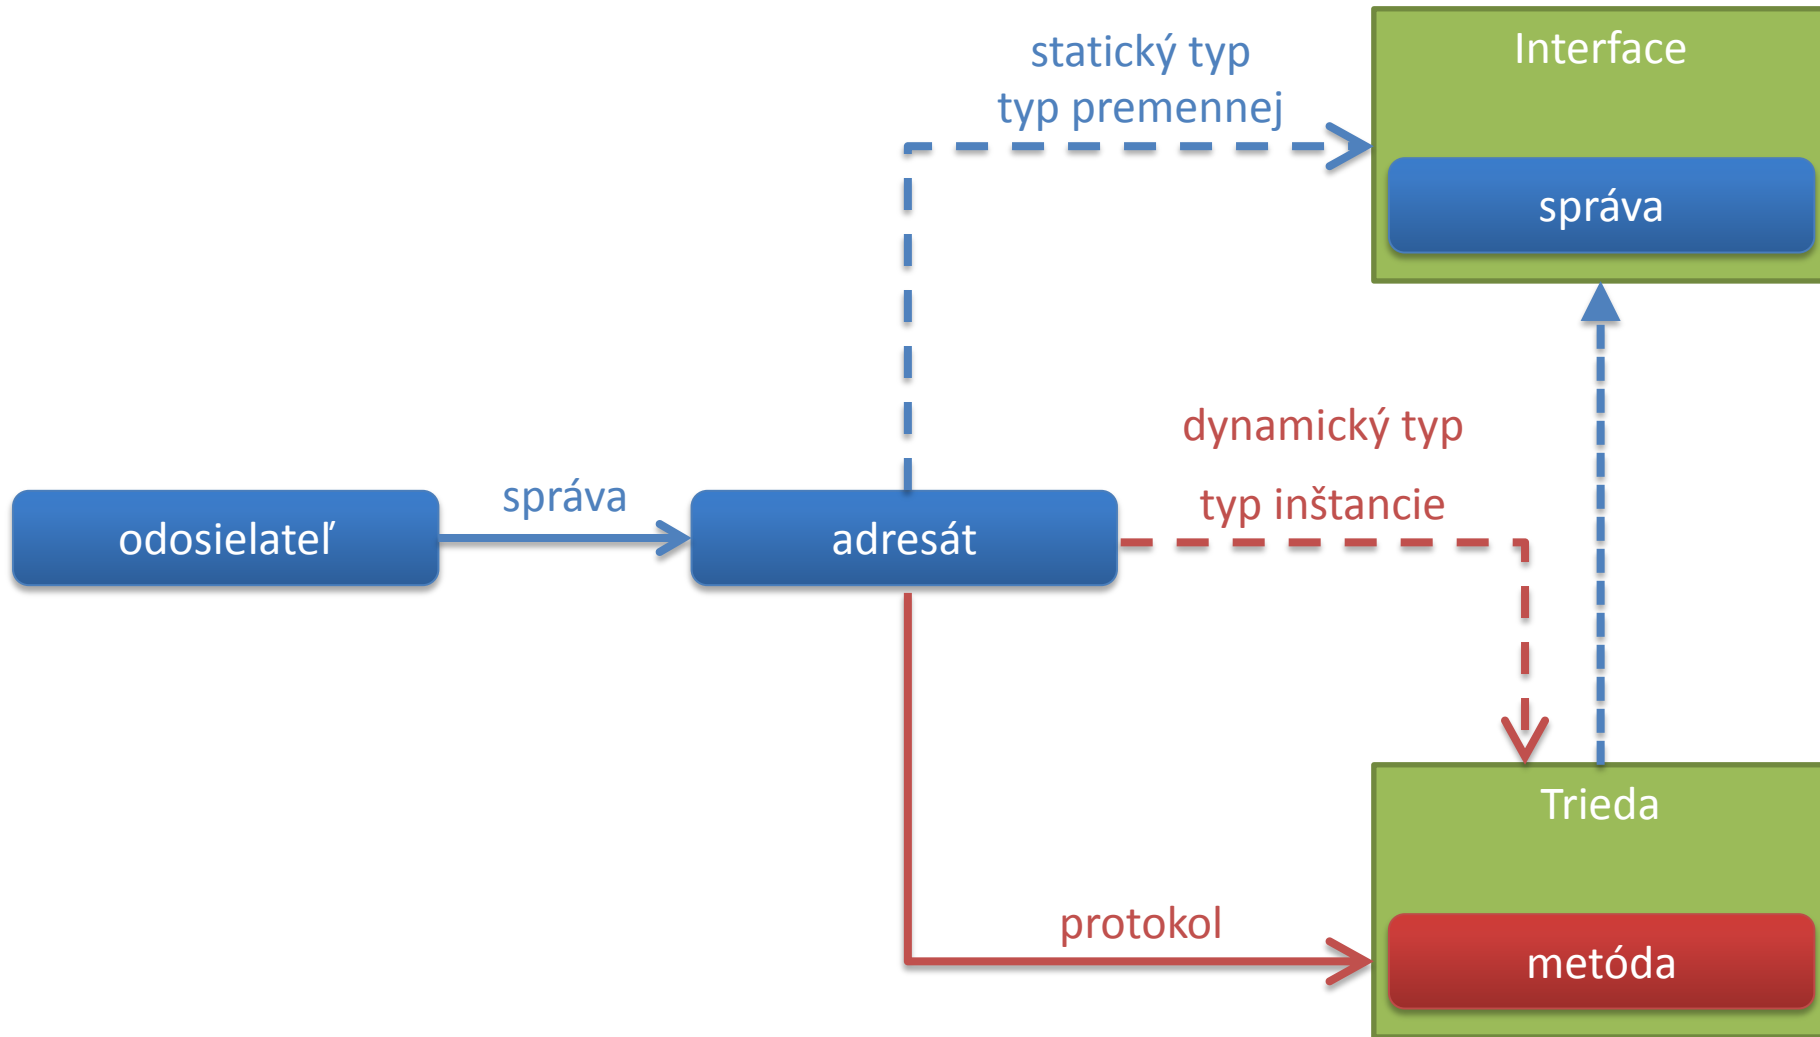 statický typ
typ premennej
Interface
správa
dynamický typ
typ inštancie
správa
odosielateľ
adresát
Trieda
protokol
metóda